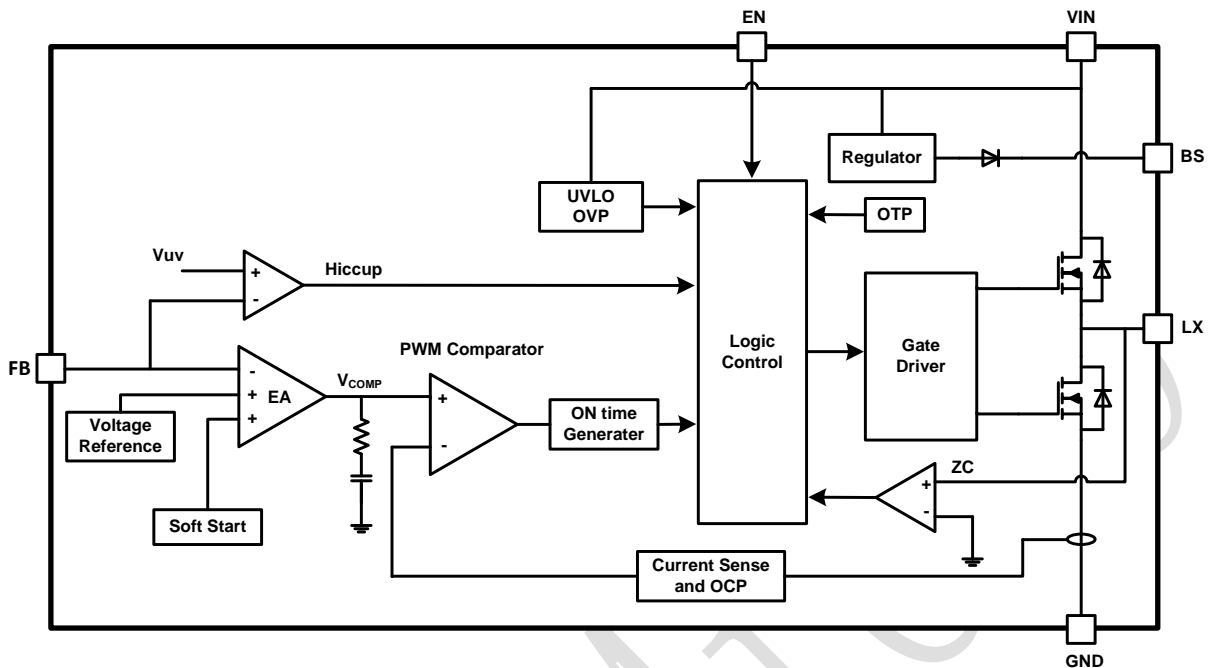 EN
VIN
BS
Regulator
UVLO
OVP
OTP
Vuv
+
-
Hiccup
Logic
Control
Gate
Driver
LX
PWM Comparator
FB
-
+
+
EA
VCOMP
+
-
ON time
Generater
Voltage
Reference
ZC
+
-
Soft Start
Current Sense
and OCP
GND